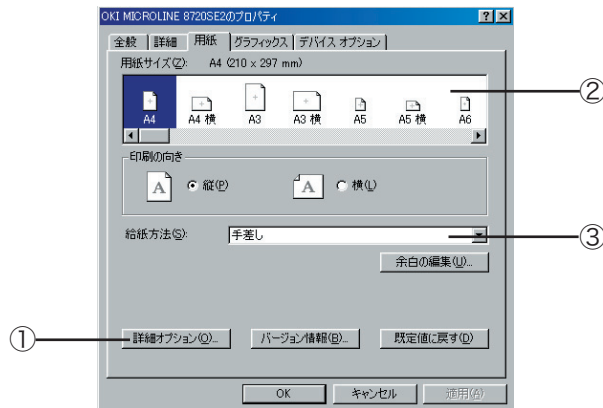 OKI MICROLINE 8720SE2のプロパティ
全般 詳細 用紙 グラフィックス デバイス オプション
用紙サイズ(Z): A4 (210 x 297 mm)
②
A4 A4 横 A3 A3 横 A5 A5 横 A6
印刷の向き
A 縦(P) A 横(L)
給紙方法(S): 手差し
③
余白の編集(U)...
①
詳細オプション(O)... バージョン情報(B)... 既定値に戻す(D)
OK キャンセル 適用(A)